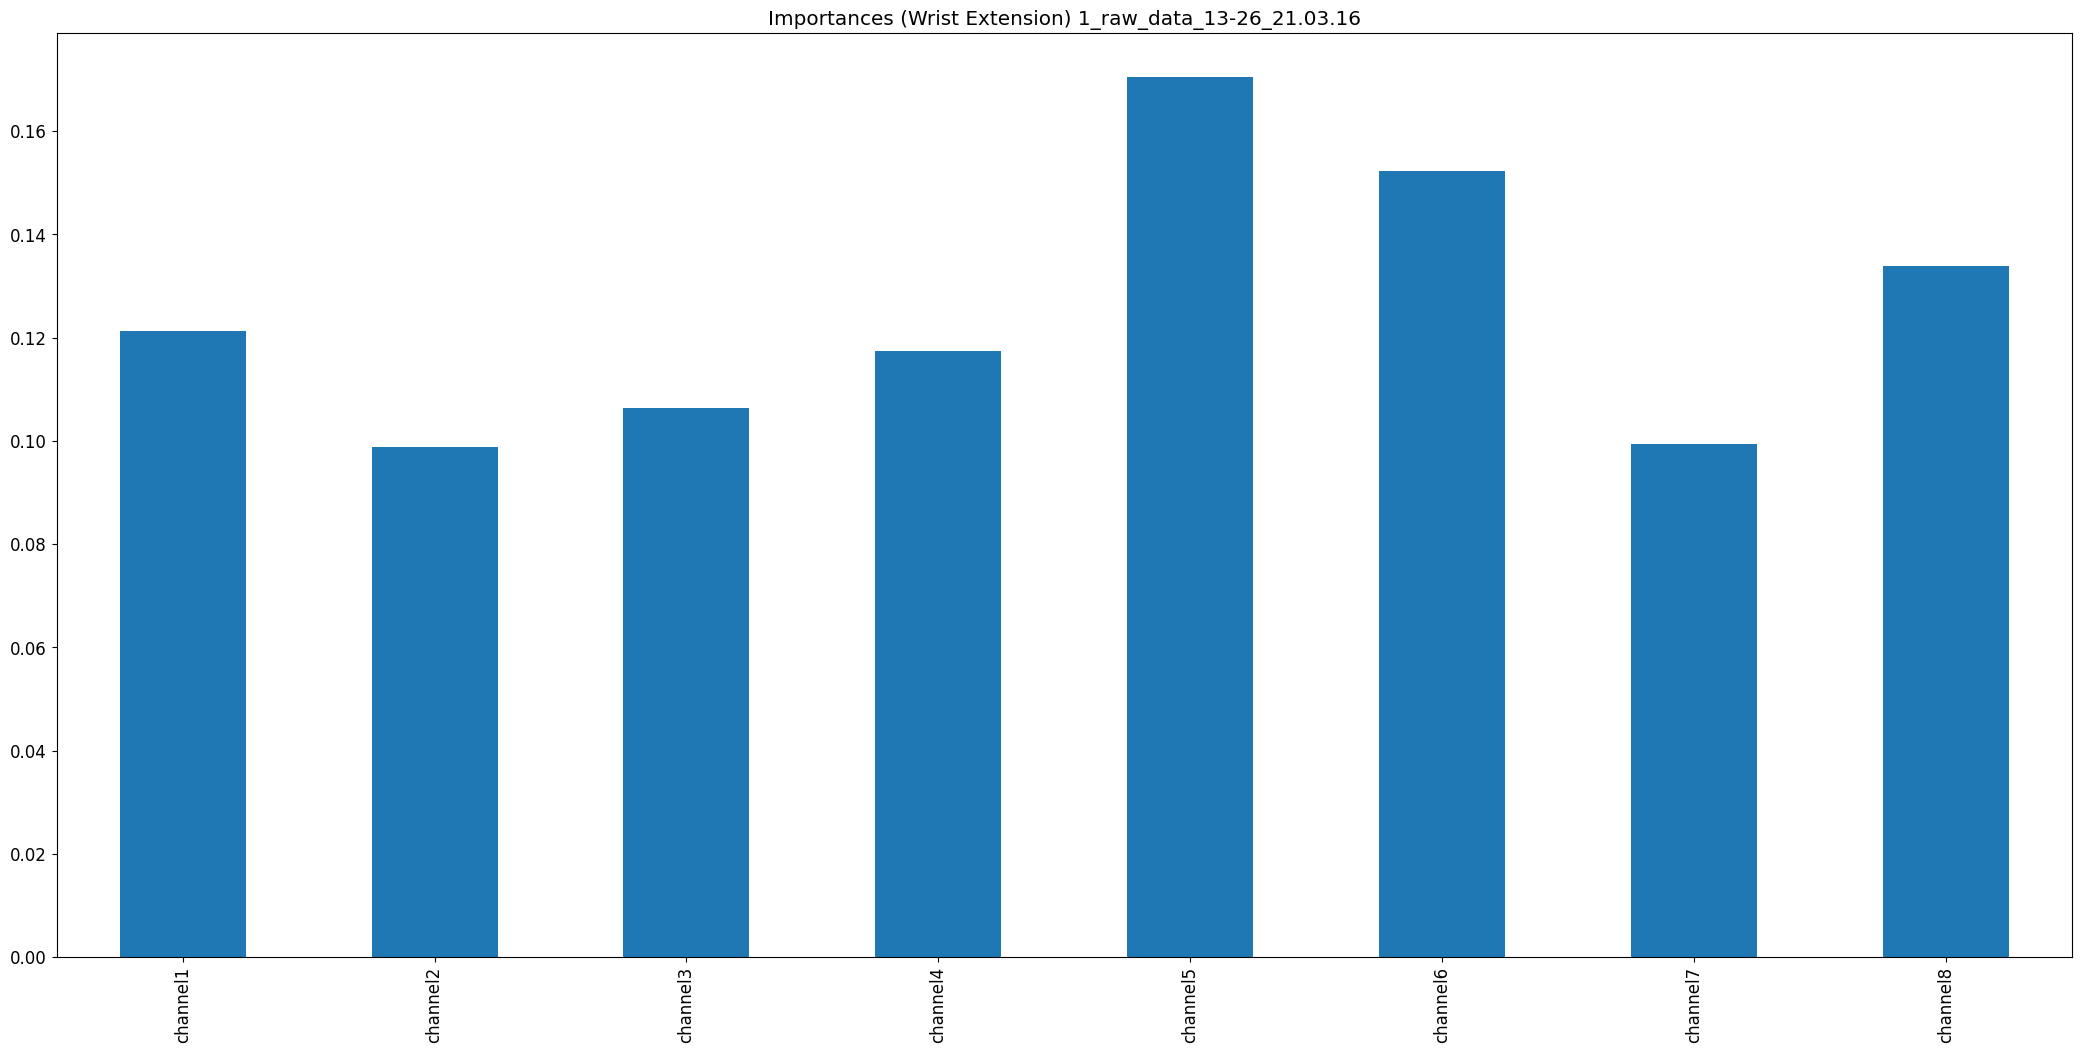 Importances (Wrist Extension) 1_raw_data_13-26_21.03.16
0.16
0.14
0.12
0.10
0.08
0.06
0.04
0.02
0.00
channel1
channel2
channel3
channel4
channel5
channel6
channel7
channel8